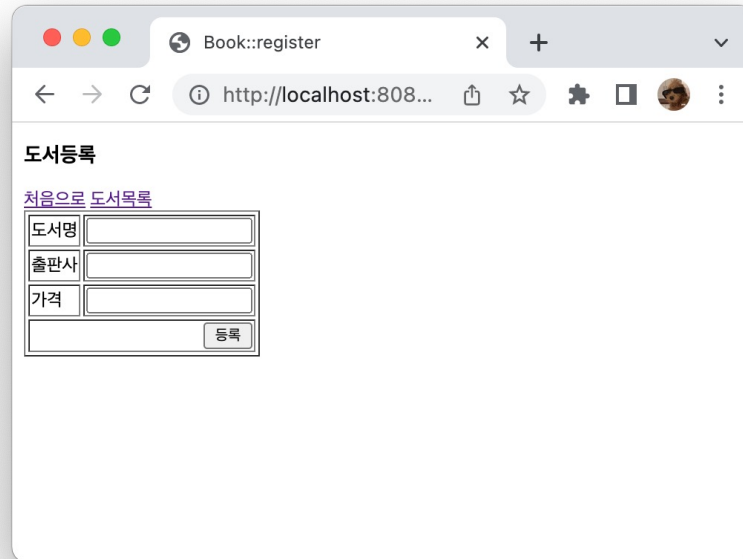 Book::register
http://localhost:808...
도서등록
처음으로 도서목록
도서명
출판사
가격
등록